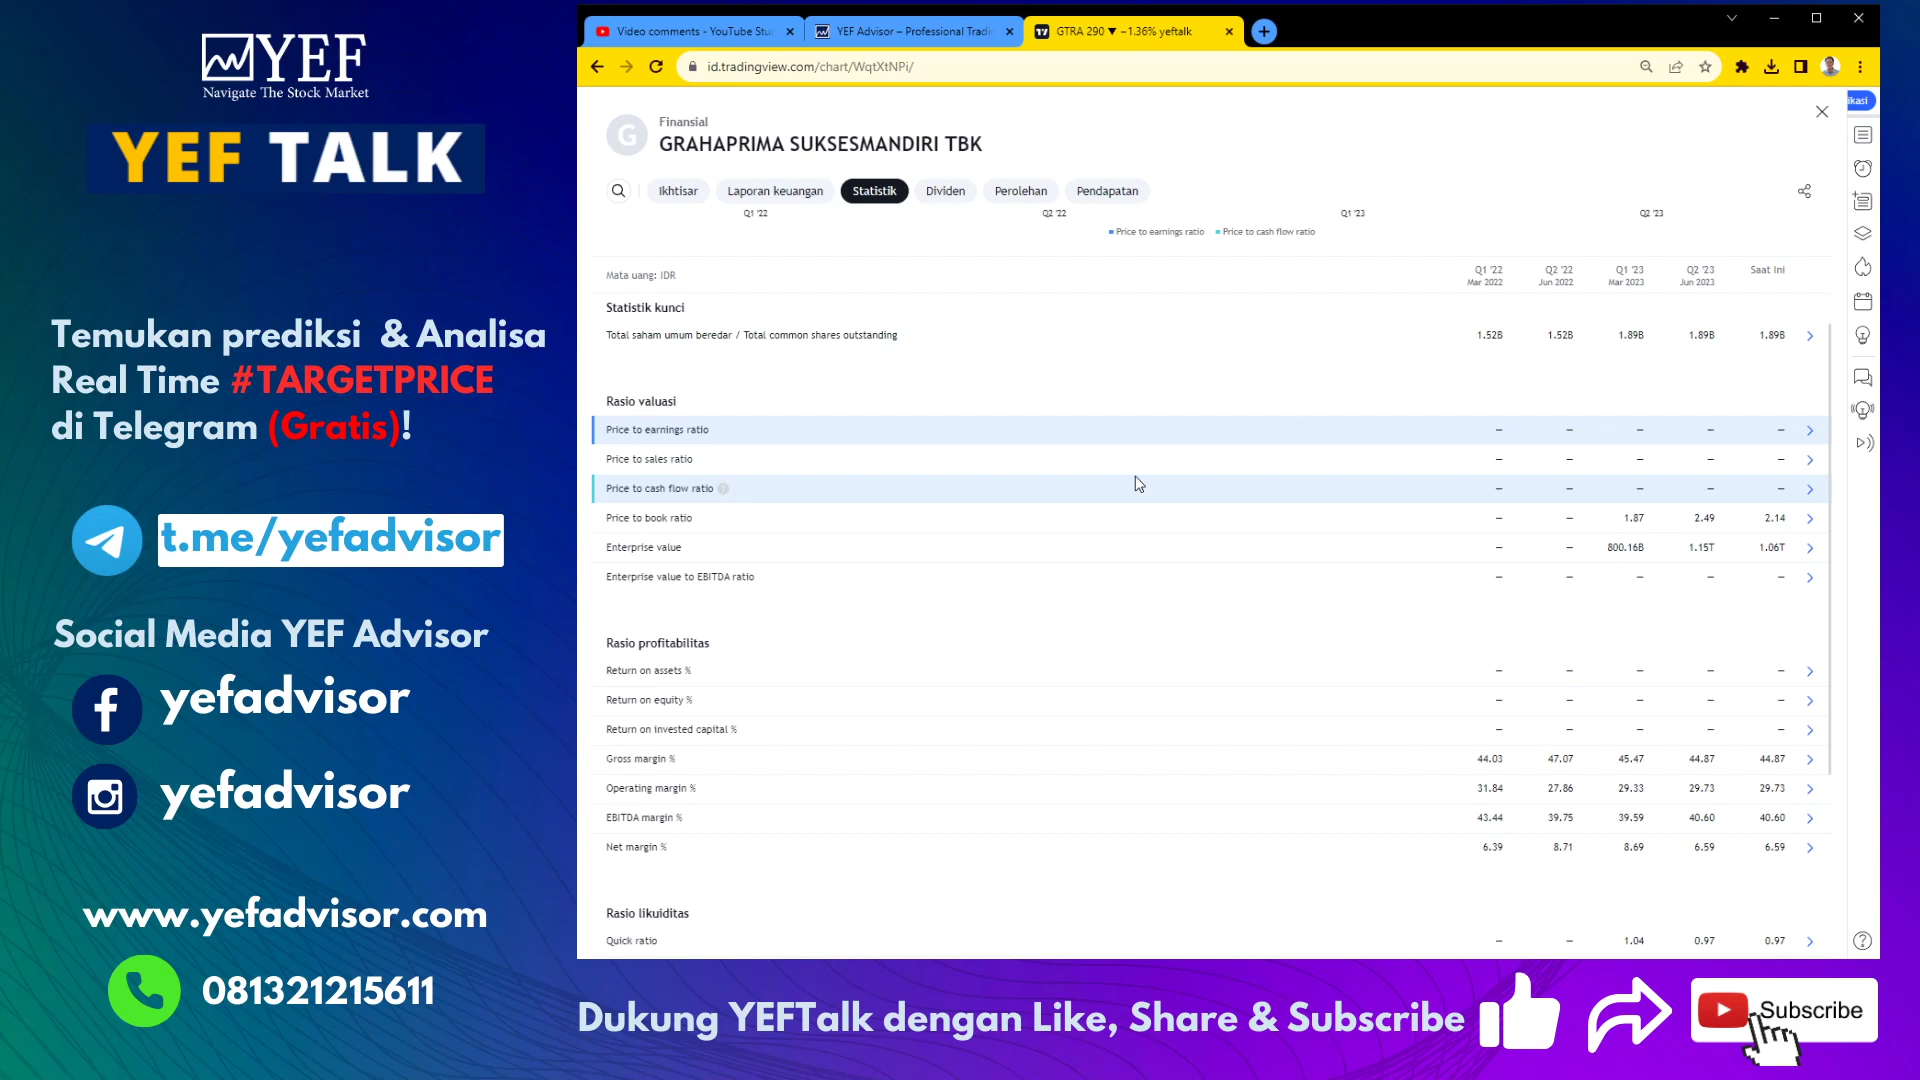 YEF
Navigate The Stock Market
YEF TALK
Temukan prediksi & Analisa
Real Time #TARGETPRICE
di Telegram (Gratis)!
t.me/yefadvisor
Social Media YEF Advisor
yefadvisor
yefadvisor
www.yefadvisor.com
081321215611
Video comments - YouTube Stu
YEF Advisor – Professional Tradi
GTRA 290 ▼ −1.36% yeftalk
id.tradingview.com/chart/WqtXtNPi/
ikasi
G
Finansial
GRAHAPRIMA SUKSESMANDIRI TBK
Ikhtisar Laporan keuangan Statistik Dividen Perolehan Pendapatan
Q1 '22 Q2 '22 Q1 '23 Q2 '23
Price to earnings ratio Price to cash flow ratio
Mata uang: IDR Q1 '22 Q2 '22 Q1 '23 Q2 '23 Saat Ini
Mar 2022 Jun 2022 Mar 2023 Jun 2023
Statistik kunci
Total saham umum beredar / Total common shares outstanding 1.52B 1.52B 1.89B 1.89B 1.89B
Rasio valuasi
Price to earnings ratio — — — — —
Price to sales ratio — — — — —
Price to cash flow ratio — — — — —
Price to book ratio — — 1.87 2.49 2.14
Enterprise value — — 800.16B 1.15T 1.06T
Enterprise value to EBITDA ratio — — — — —
Rasio profitabilitas
Return on assets % — — — — —
Return on equity % — — — — —
Return on invested capital % — — — — —
Gross margin % 44.03 47.07 45.47 44.87 44.87
Operating margin % 31.84 27.86 29.33 29.73 29.73
EBITDA margin % 43.44 39.75 39.59 40.60 40.60
Net margin % 6.39 8.71 8.69 6.59 6.59
Rasio likuiditas
Quick ratio — — 1.04 0.97 0.97
Dukung YEFTalk dengan Like, Share & Subscribe
Subscribe